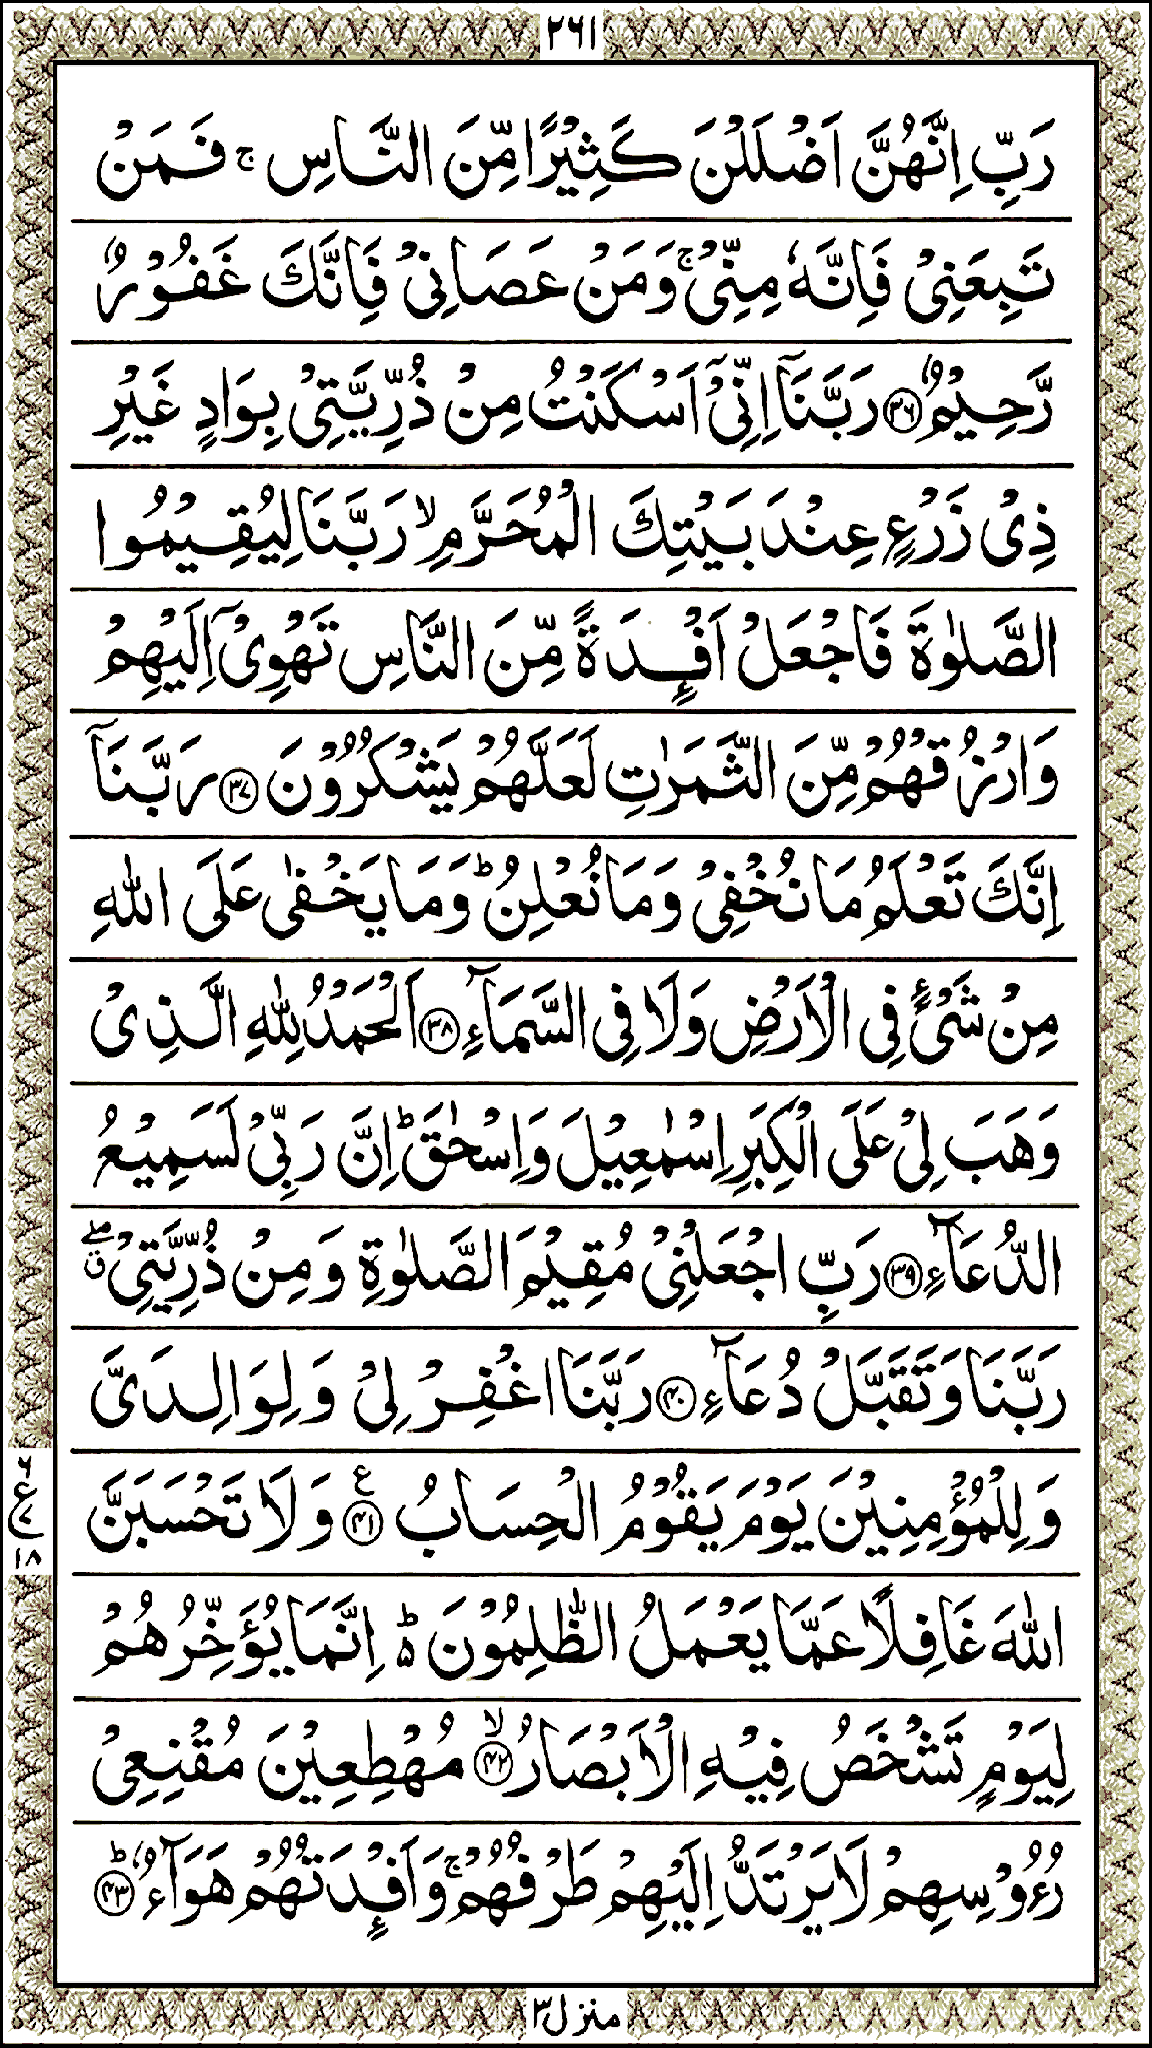 ٢٦١
رَبِّ اِنَّهُنَّ اَضْلَلْنَ كَثِيْرًا مِّنَ النَّاسِ ۚ فَمَنْ
تَبِعَنِيْ فَاِنَّهٗ مِنِّيْ ۚ وَمَنْ عَصَانِيْ فَاِنَّكَ غَفُوْرٌ
رَّحِيْمٌ ﴿٣٦﴾ رَبَّنَاۤ اِنِّيْۤ اَسْكَنْتُ مِنْ ذُرِّيَّتِيْ بِوَادٍ غَيْرِ
ذِيْ زَرْعٍ عِنْدَ بَيْتِكَ الْمُحَرَّمِ ۙ رَبَّنَا لِيُقِيْمُوا
الصَّلٰوةَ فَاجْعَلْ اَفْـِٕدَةً مِّنَ النَّاسِ تَهْوِيْۤ اِلَيْهِمْ
وَارْزُقْهُمْ مِّنَ الثَّمَرٰتِ لَعَلَّهُمْ يَشْكُرُوْنَ ﴿٣٧﴾ رَبَّنَاۤ
اِنَّكَ تَعْلَمُ مَا نُخْفِيْ وَمَا نُعْلِنُ ؕ وَمَا يَخْفٰى عَلَى اللّٰهِ
مِنْ شَيْءٍ فِي الْاَرْضِ وَلَا فِي السَّمَآءِ ﴿٣٨﴾ اَلْحَمْدُ لِلّٰهِ الَّذِيْ
وَهَبَ لِيْ عَلَى الْكِبَرِ اِسْمٰعِيْلَ وَاِسْحٰقَ ؕ اِنَّ رَبِّيْ لَسَمِيْعُ
الدُّعَآءِ ﴿٣٩﴾ رَبِّ اجْعَلْنِيْ مُقِيْمَ الصَّلٰوةِ وَمِنْ ذُرِّيَّتِيْ ۖق
رَبَّنَا وَتَقَبَّلْ دُعَآءِ ﴿٤٠﴾ رَبَّنَا اغْفِرْ لِيْ وَلِوَالِدَيَّ
وَلِلْمُؤْمِنِيْنَ يَوْمَ يَقُوْمُ الْحِسَابُ ﴿٤١﴾ ع وَلَا تَحْسَبَنَّ
٦
ع ٧
١٨
اللّٰهَ غَافِلًا عَمَّا يَعْمَلُ الظّٰلِمُوْنَ ؕ۬ اِنَّمَا يُؤَخِّرُهُمْ
لِيَوْمٍ تَشْخَصُ فِيْهِ الْاَبْصَارُ ﴿٤٢﴾ۙ مُهْطِعِيْنَ مُقْنِعِيْ
رُءُوْسِهِمْ لَا يَرْتَدُّ اِلَيْهِمْ طَرْفُهُمْ ۚ وَاَفْـِٕدَتُهُمْ هَوَآءٌ ﴿٤٣﴾ؕ
منزل ٣